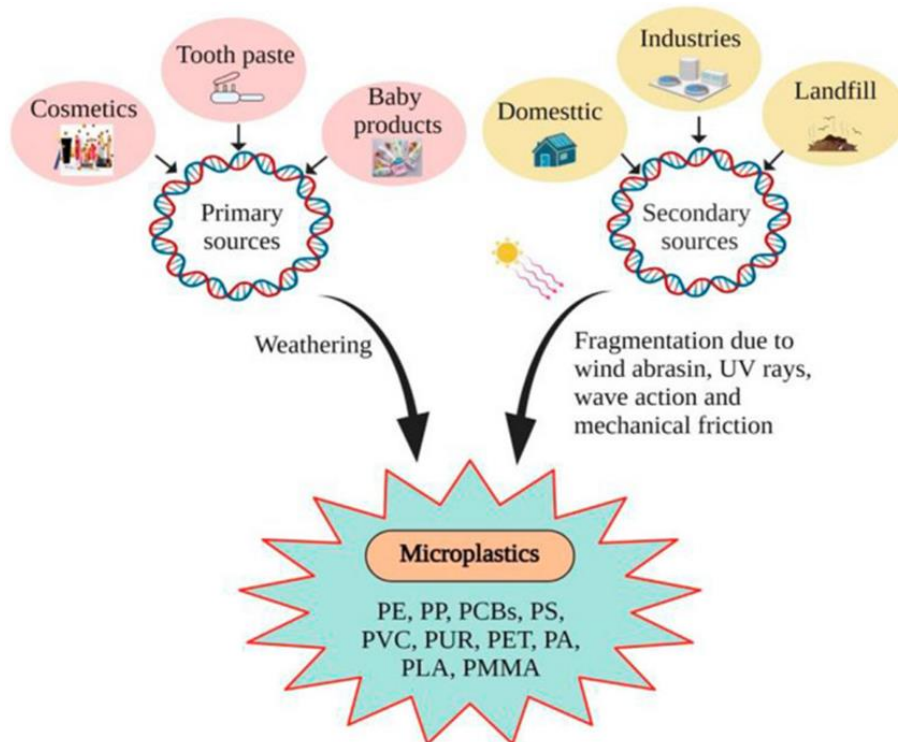 Tooth paste
Cosmetics
Baby
products
Primary
sources
Industries
Domesttic
Landfill
Secondary
sources
Weathering
Fragmentation due to
wind abrasin, UV rays,
wave action and
mechanical friction
Microplastics
PE, PP, PCBs, PS,
PVC, PUR, PET, PA,
PLA, PMMA